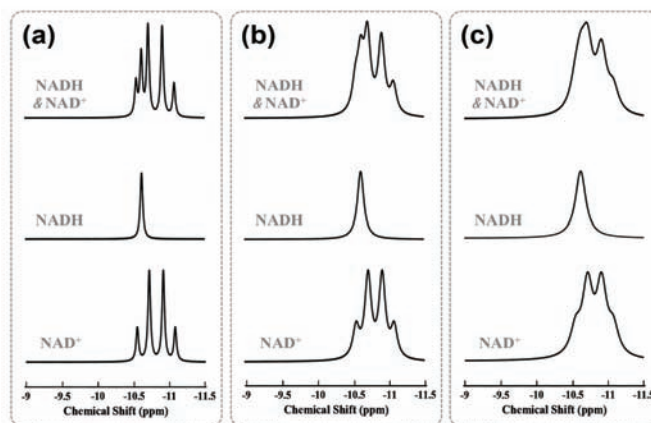 (a)
NADH
& NAD⁺
NADH
NAD⁺
-9 -9.5 -10 -10.5 -11 -11.5
Chemical Shift (ppm)
(b)
NADH
& NAD⁺
NADH
NAD⁺
-9 -9.5 -10 -10.5 -11 -11.5
Chemical Shift (ppm)
(c)
NADH
& NAD⁺
NADH
NAD⁺
-9 -9.5 -10 -10.5 -11 -11.5
Chemical Shift (ppm)